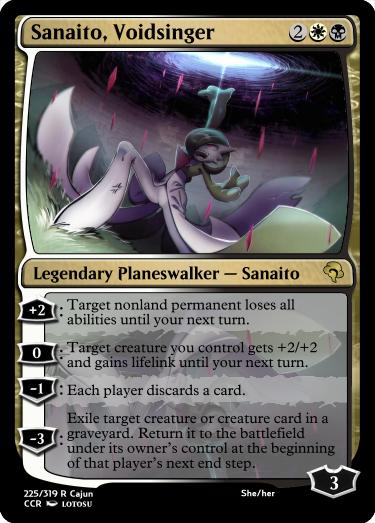 Sanaito, Voidsinger 2
Legendary Planeswalker — Sanaito
+2: Target nonland permanent loses all
abilities until your next turn.
0: Target creature you control gets +2/+2
and gains lifelink until your next turn.
-1: Each player discards a card.
-3: Exile target creature or creature card in a
graveyard. Return it to the battlefield
under its owner's control at the beginning
of that player's next end step.
3
225/319 R Cajun She/her
CCR LOTOSU